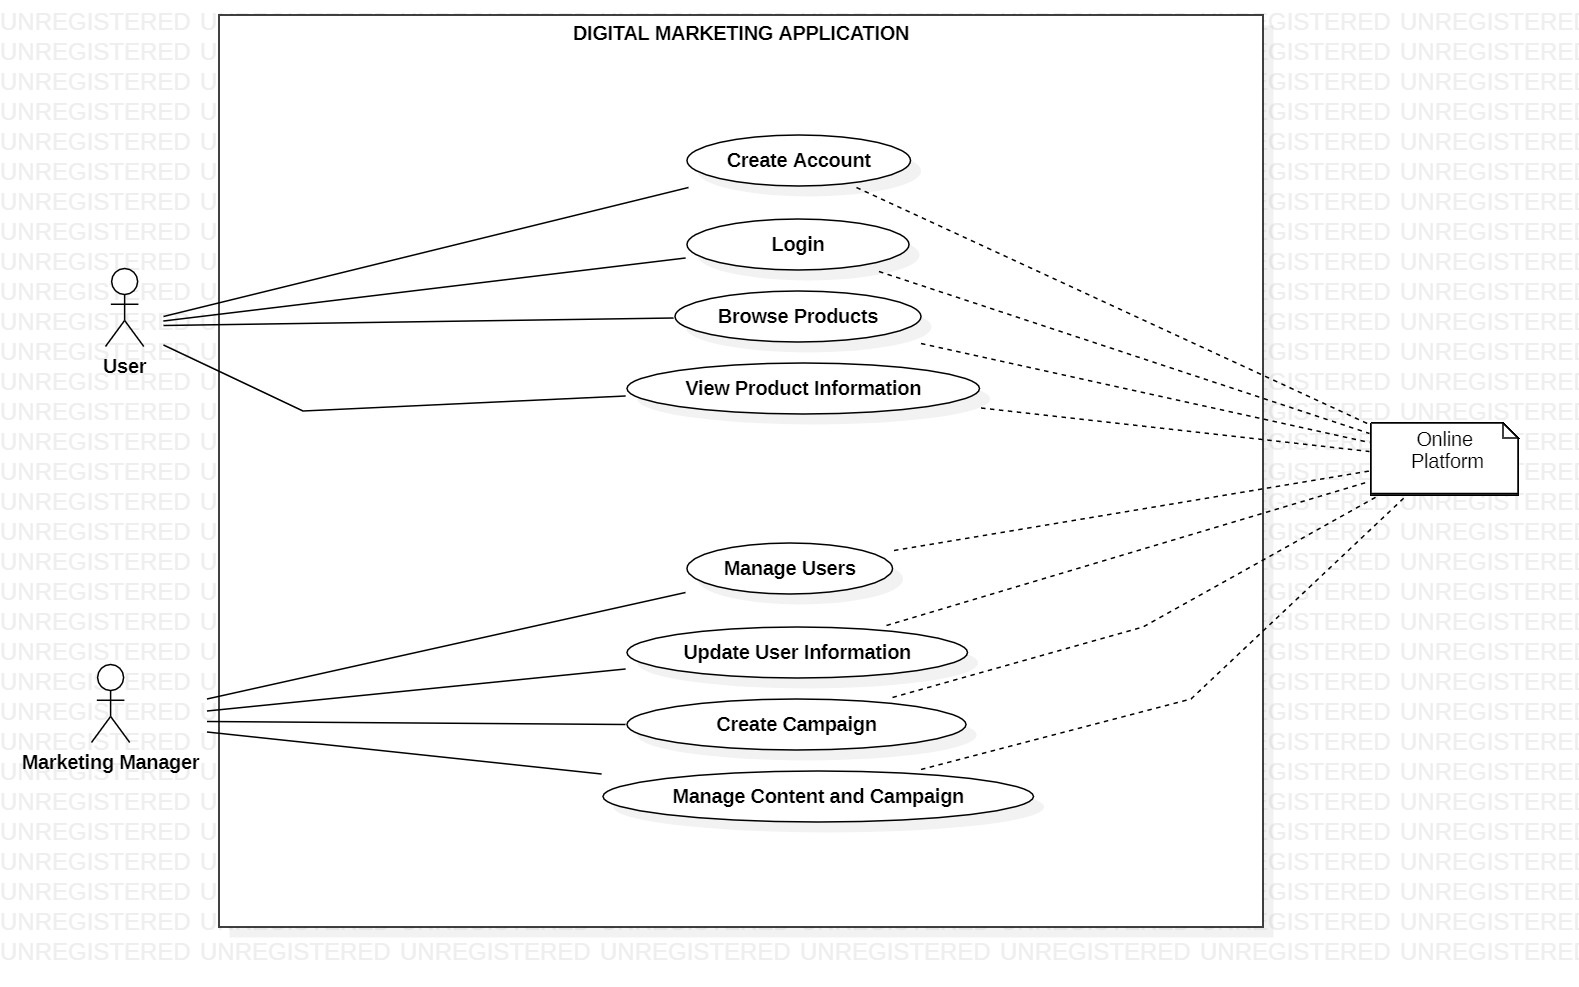 DIGITAL MARKETING APPLICATION
Create Account
Login
Browse Products
User
View Product Information
Online
Platform
Manage Users
Update User Information
Create Campaign
Marketing Manager
Manage Content and Campaign
UNREGISTERED UNREGISTERED UNREGISTERED UNREGISTERED UNREGISTERED UNREGISTERED UNREGISTERED